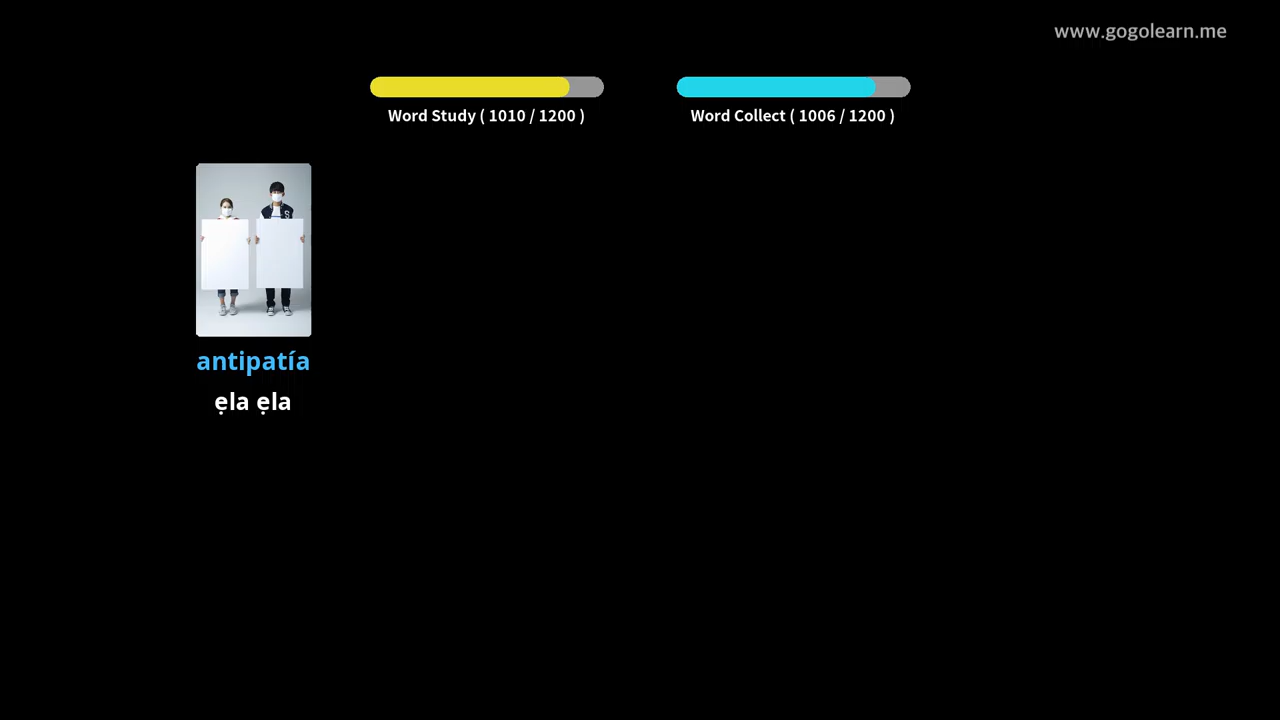 www.gogolearn.me
Word Study ( 1010 / 1200 )
Word Collect ( 1006 / 1200 )
S
antipatía
ẹla ẹla